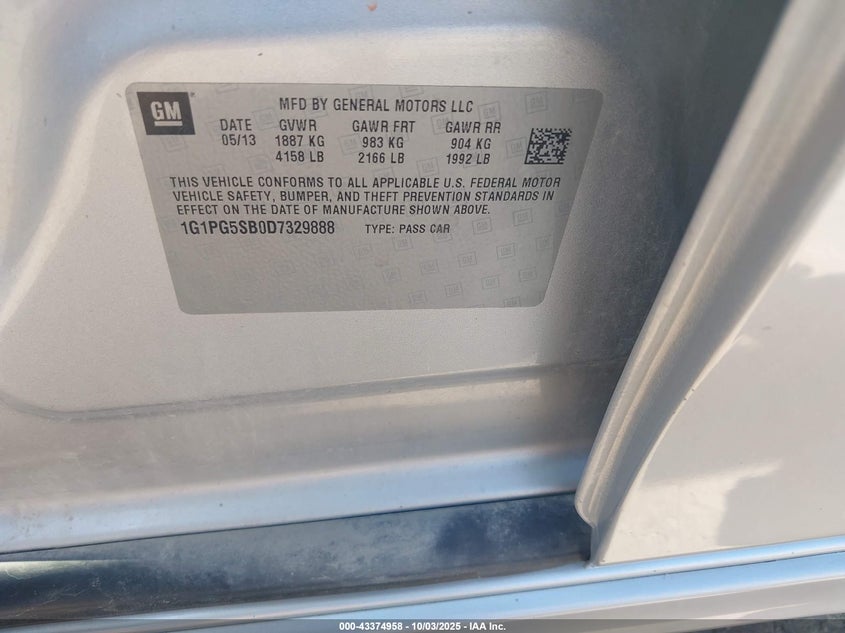 GM
MFD BY GENERAL MOTORS LLC
DATE GVWR GAWR FRT GAWR RR
05/13 1887 KG 983 KG 904 KG
4158 LB 2166 LB 1992 LB
THIS VEHICLE CONFORMS TO ALL APPLICABLE U.S. FEDERAL MOTOR
VEHICLE SAFETY, BUMPER, AND THEFT PREVENTION STANDARDS IN
EFFECT ON THE DATE OF MANUFACTURE SHOWN ABOVE.
1G1PG5SB0D7329888 TYPE: PASS CAR
000-43374958 - 10/03/2025 - IAA Inc.